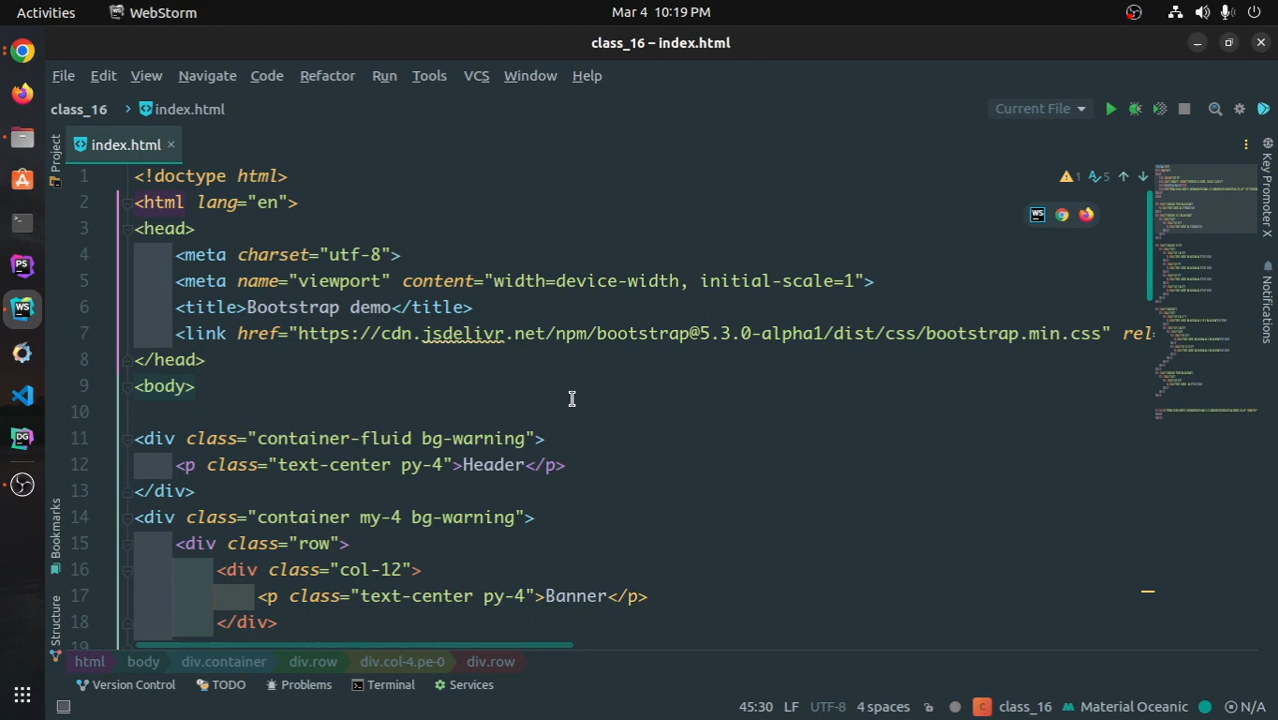 Activities
WebStorm
Mar 4 10:19 PM
class_16 – index.html
File Edit View Navigate Code Refactor Run Tools VCS Window Help
class_16 index.html
Current File
Project
index.html
Key Promoter X
Notifications
Bookmarks
Structure
1
5
1 <!doctype html>
2 <html lang="en">
3 <head>
4 <meta charset="utf-8">
5 <meta name="viewport" content="width=device-width, initial-scale=1">
6 <title>Bootstrap demo</title>
7 <link href="https://cdn.jsdelivr.net/npm/bootstrap@5.3.0-alpha1/dist/css/bootstrap.min.css" rel
8 </head>
9 <body>
10
11 <div class="container-fluid bg-warning">
12 <p class="text-center py-4">Header</p>
13 </div>
14 <div class="container my-4 bg-warning">
15 <div class="row">
16 <div class="col-12">
17 <p class="text-center py-4">Banner</p>
18 </div>
html body div.container div.row div.col-4.pe-0 div.row
Version Control TODO Problems Terminal Services
45:30 LF UTF-8 4 spaces class_16 Material Oceanic N/A